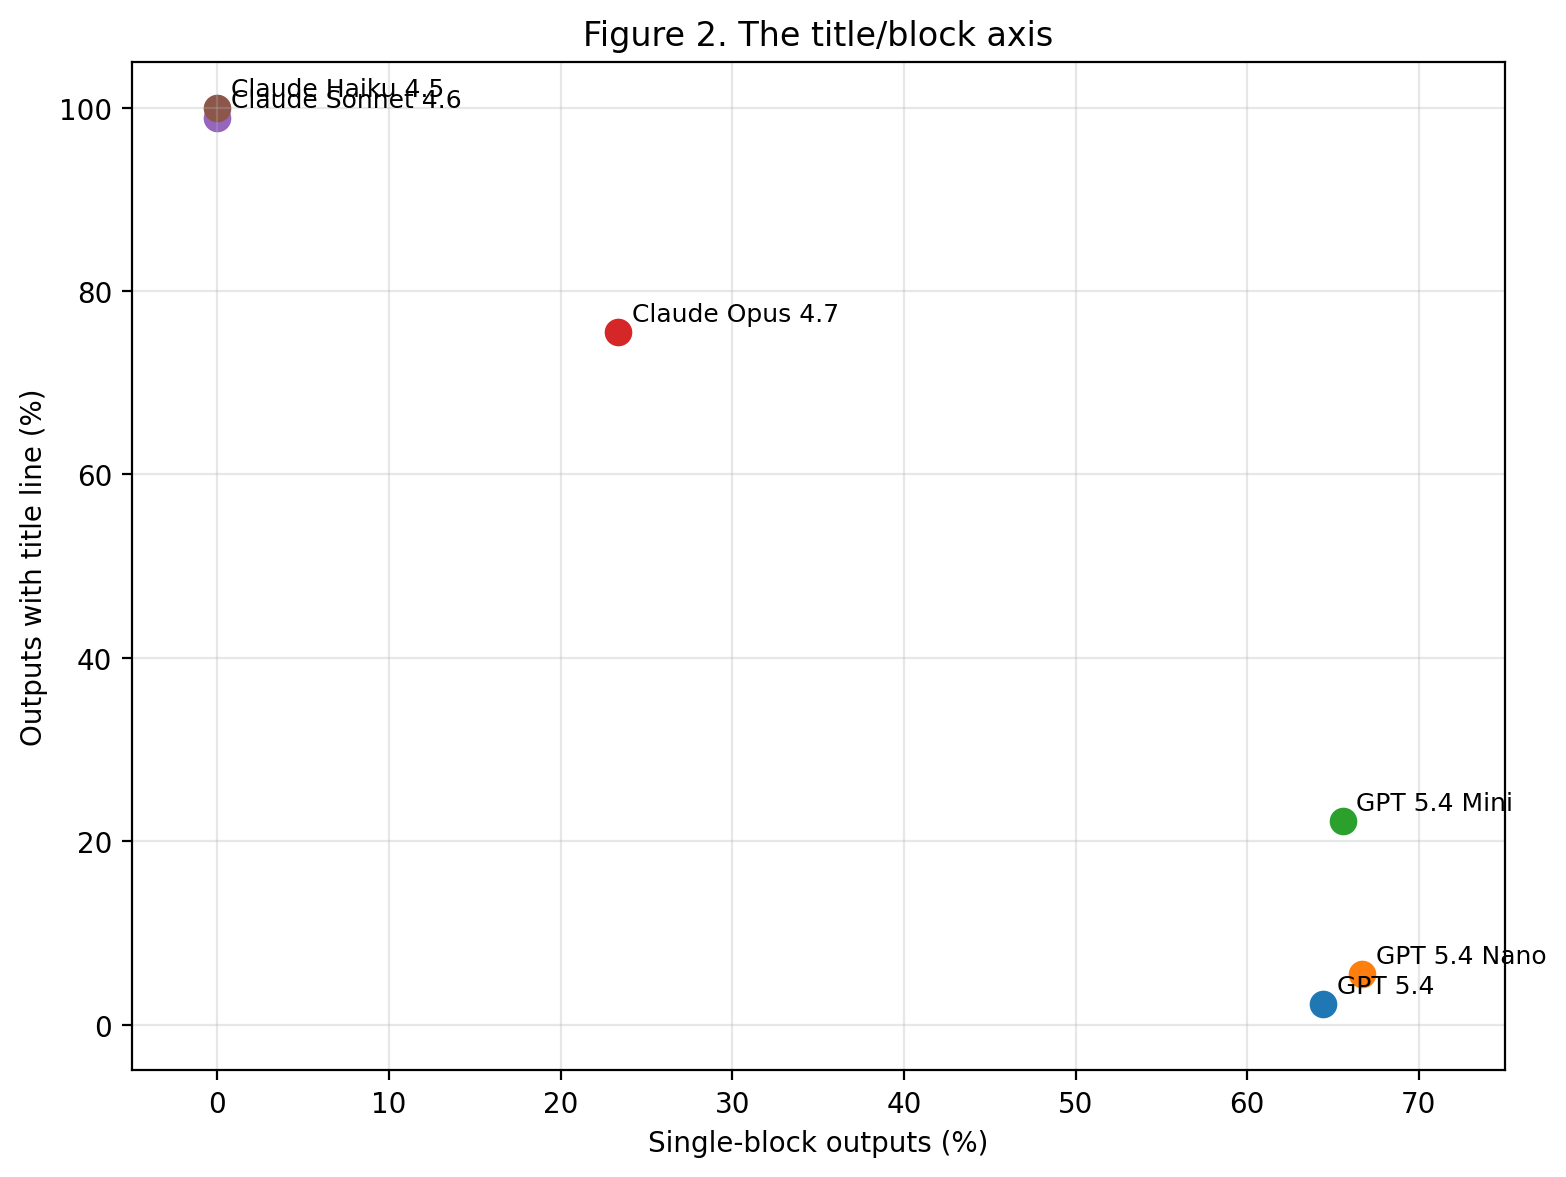 Figure 2. The title/block axis
Claude Haiku 4.5
Claude Sonnet 4.6
Claude Opus 4.7
GPT 5.4 Mini
GPT 5.4 Nano
GPT 5.4
Outputs with title line (%)
100
80
60
40
20
0
0 10 20 30 40 50 60 70
Single-block outputs (%)